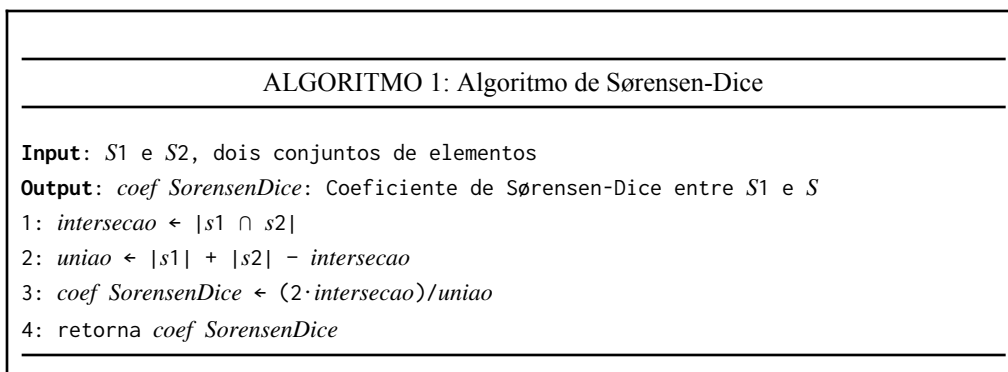 ALGORITMO 1: Algoritmo de Sørensen-Dice
Input: S1 e S2, dois conjuntos de elementos
Output: coef SorensenDice: Coeficiente de Sørensen-Dice entre S1 e S
1: intersecao ← |s1 ∩ s2|
2: uniao ← |s1| + |s2| − intersecao
3: coef SorensenDice ← (2·intersecao)/uniao
4: retorna coef SorensenDice